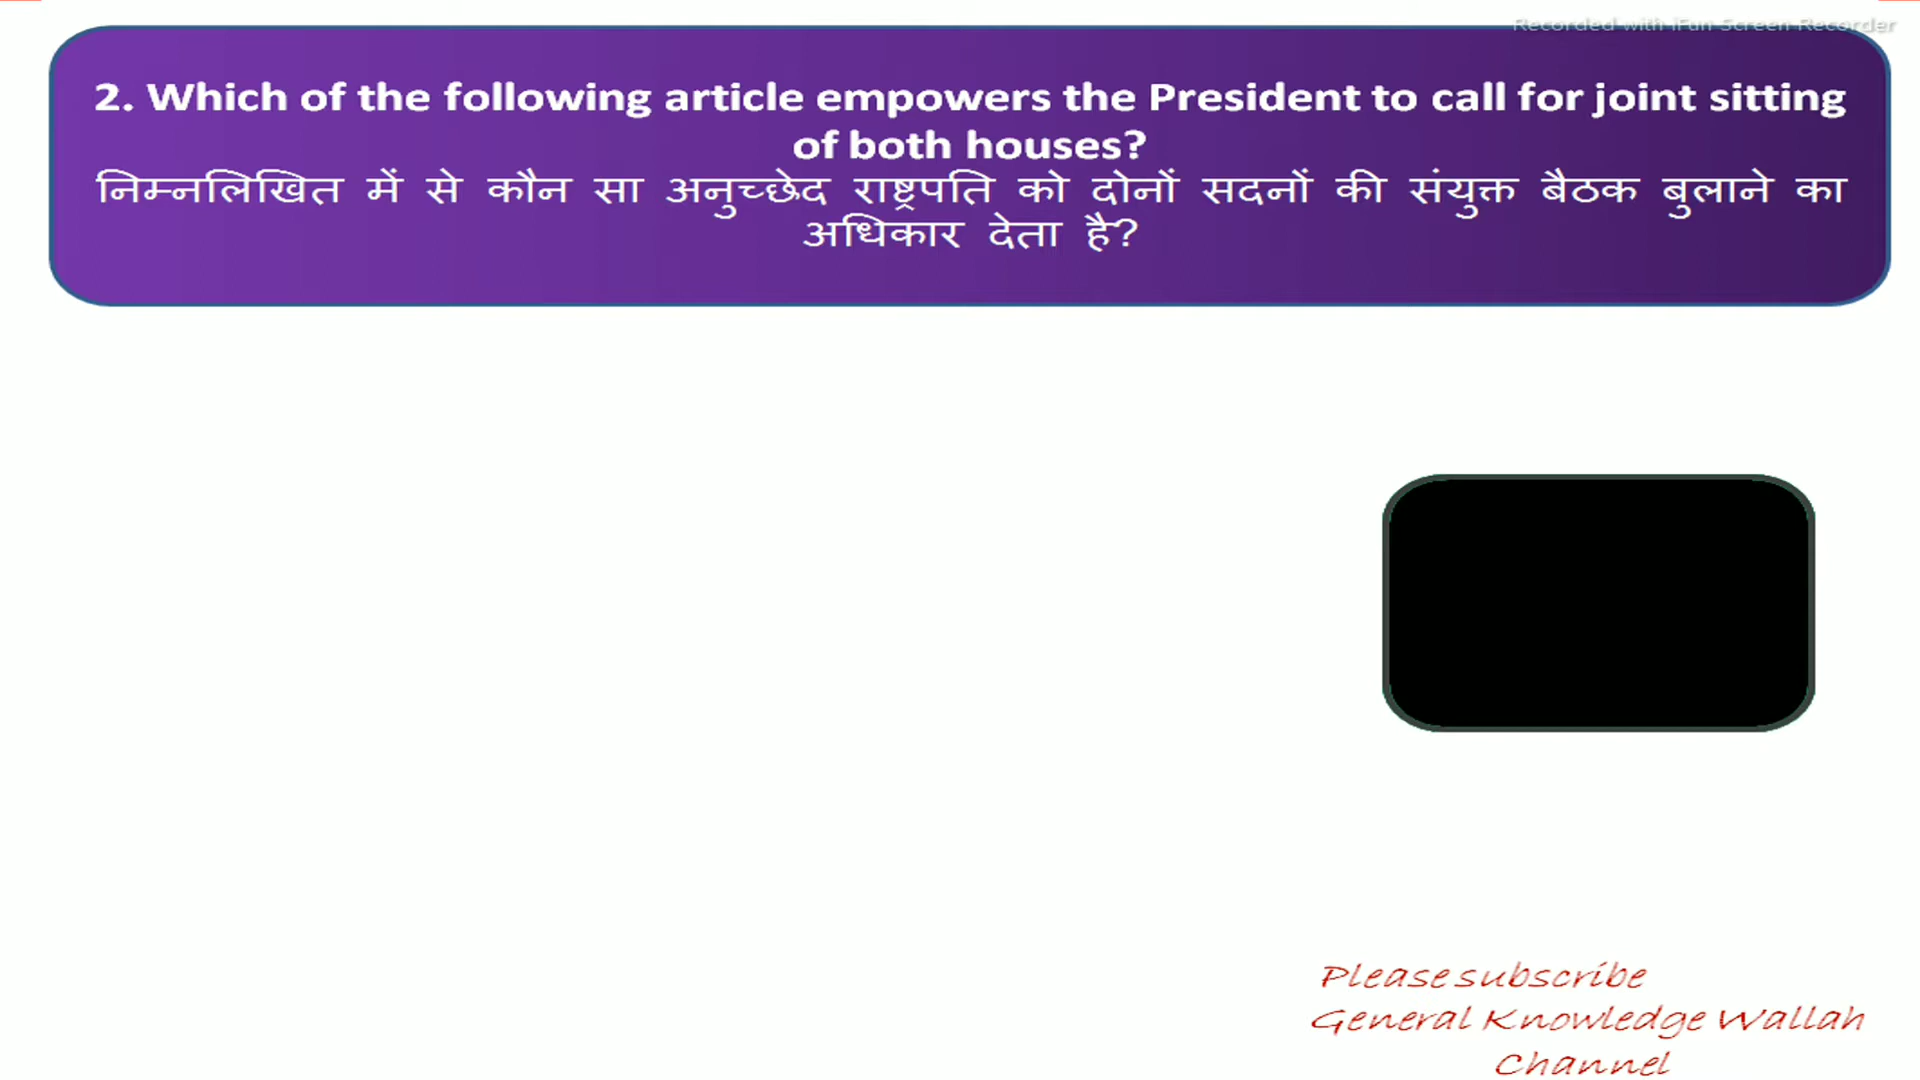 Recorded with iFun Screen Recorder
2. Which of the following article empowers the President to call for joint sitting
of both houses?
निम्नलिखित में से कौन सा अनुच्छेद राष्ट्रपति को दोनों सदनों की संयुक्त बैठक बुलाने का
अधिकार देता है?
Please subscribe
General Knowledge Wallah
Channel